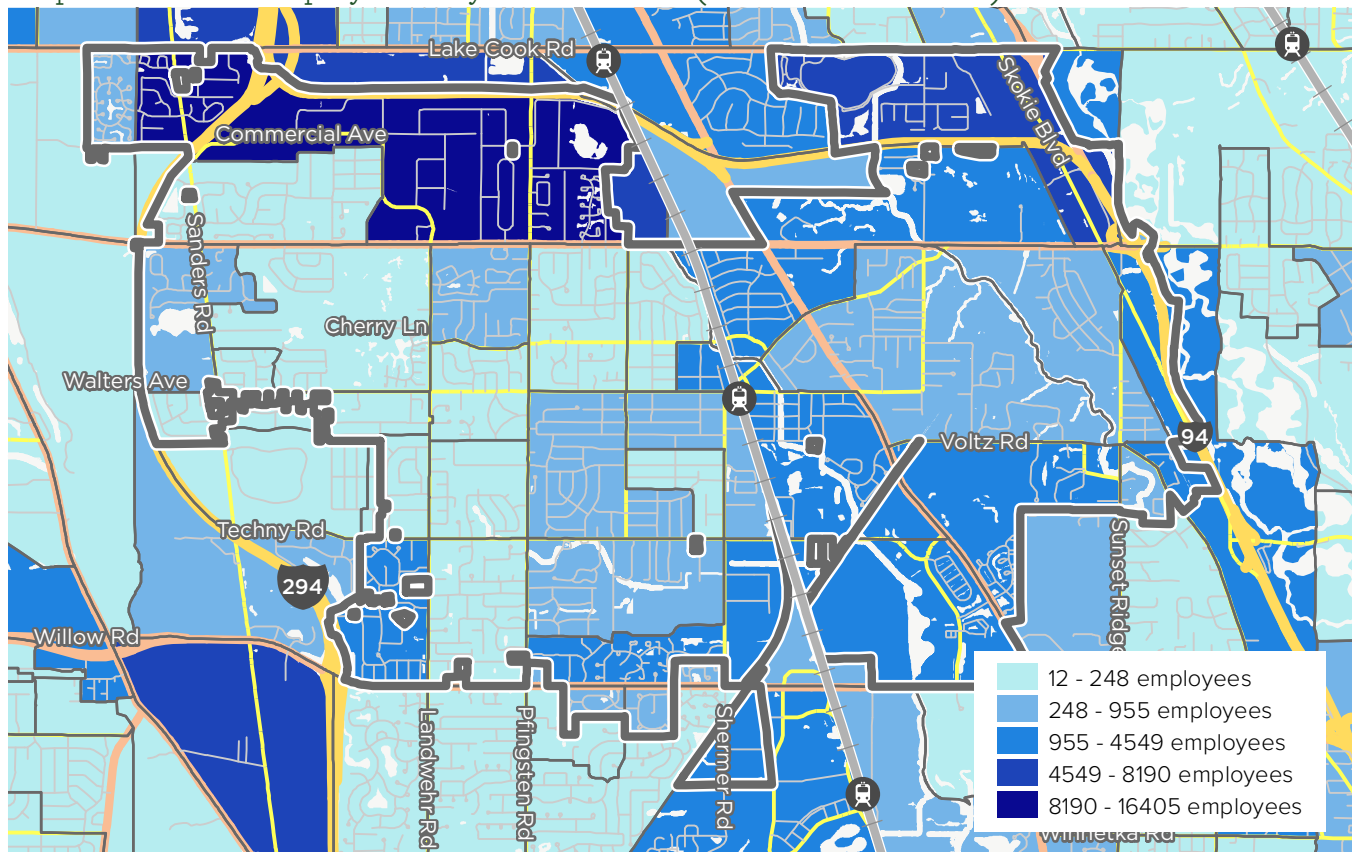 Lake Cook Rd
Skokie Blvd
Commercial Ave
Sanders Rd
Cherry Ln
Walters Ave
94
Voltz Rd
Techny Rd
294
Sunset Ridge
Willow Rd
Landwehr Rd
Pfingsten Rd
Shermer Rd
12 - 248 employees
248 - 955 employees
955 - 4549 employees
4549 - 8190 employees
8190 - 16405 employees
Winnetka Rd